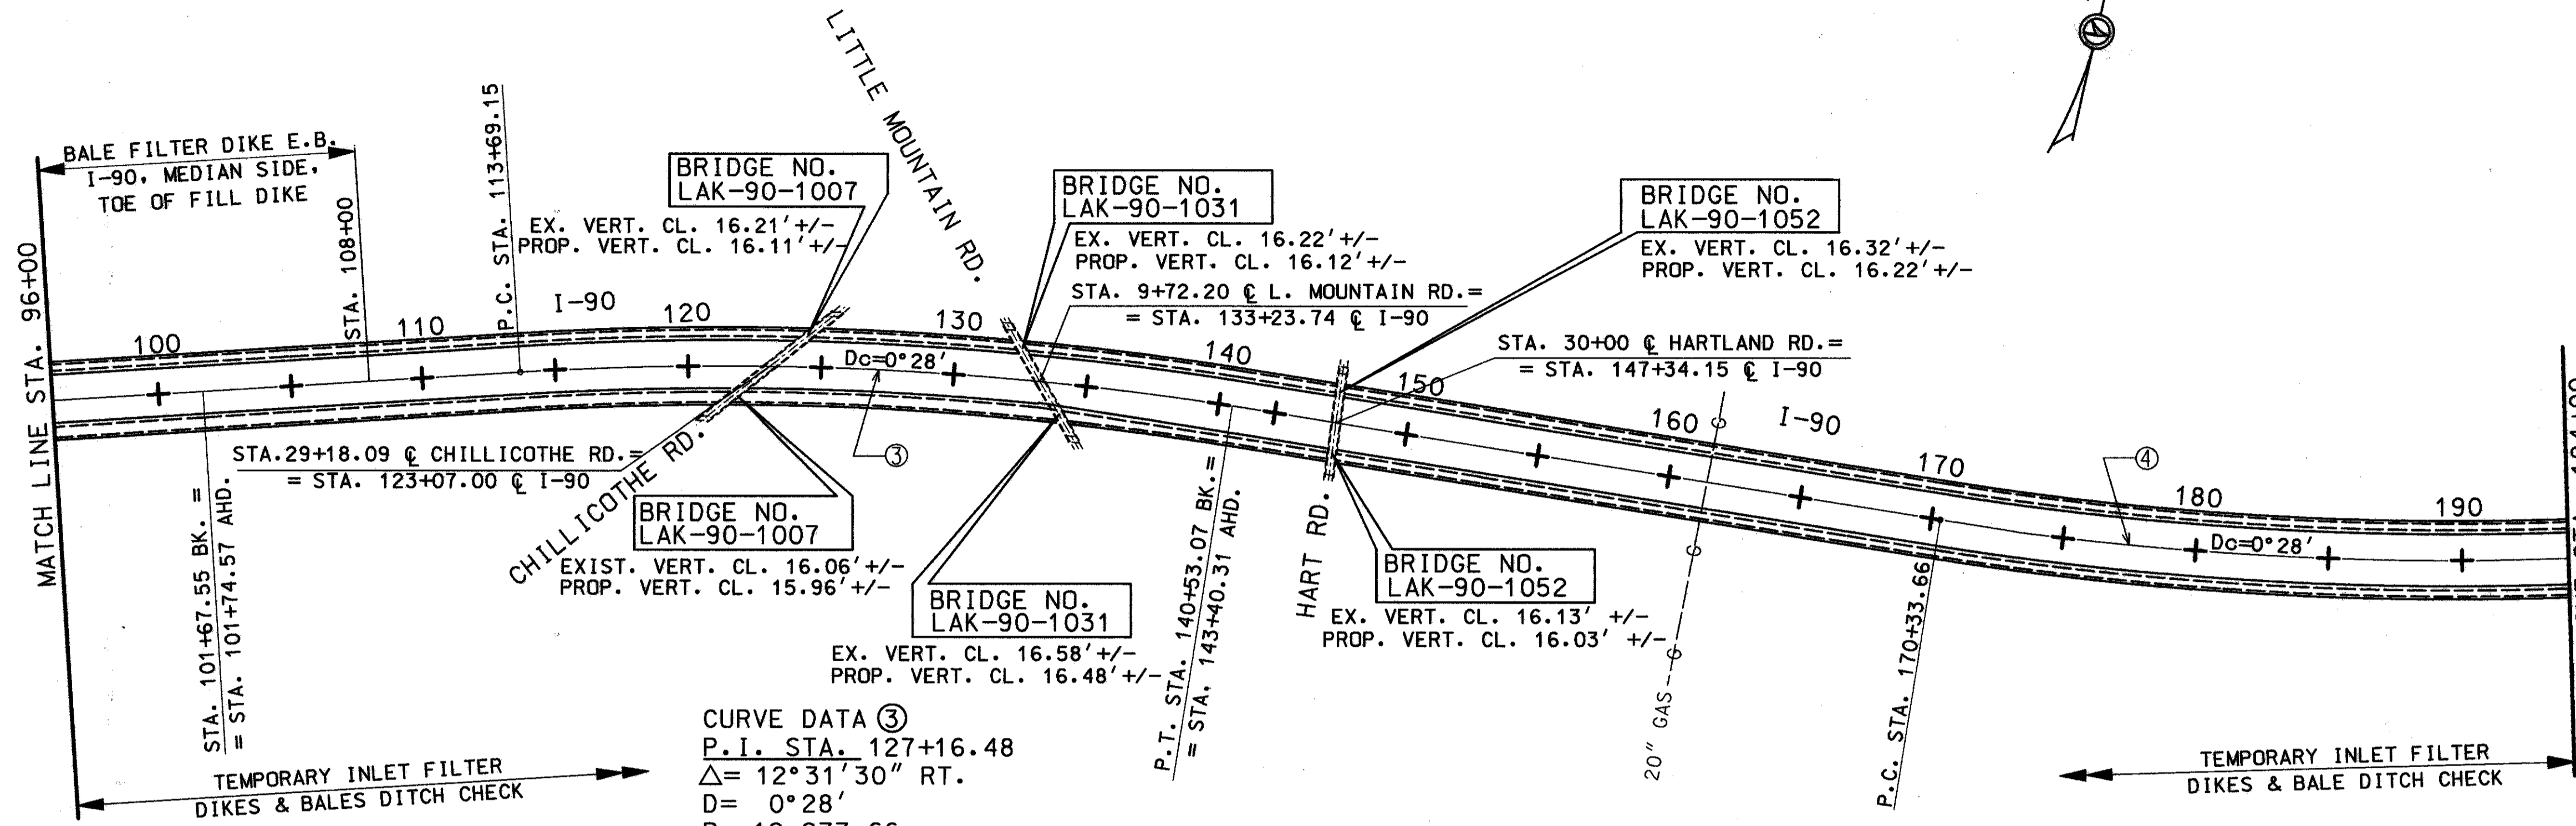 LITTLE MOUNTAIN RD.
BALE FILTER DIKE E.B.
I-90, MEDIAN SIDE,
TOE OF FILL DIKE
MATCH LINE STA. 96+00
STA. 108+00
P.C. STA. 113+69.15
BRIDGE NO.
LAK-90-1007
EX. VERT. CL. 16.21'+/-
PROP. VERT. CL. 16.11'+/-
BRIDGE NO.
LAK-90-1031
EX. VERT. CL. 16.22'+/-
PROP. VERT. CL. 16.12'+/-
STA. 9+72.20 ℄ L. MOUNTAIN RD.=
= STA. 133+23.74 ℄ I-90
BRIDGE NO.
LAK-90-1052
EX. VERT. CL. 16.32'+/-
PROP. VERT. CL. 16.22'+/-
STA. 30+00 ℄ HARTLAND RD.=
= STA. 147+34.15 ℄ I-90
100
110
I-90
120
130
140
150
160
I-90
170
180
190
Dc=0°28'
③
④
Dc=0°28'
STA.29+18.09 ℄ CHILLICOTHE RD.=
= STA. 123+07.00 ℄ I-90
CHILLICOTHE RD.
STA. 101+67.55 BK. =
= STA. 101+74.57 AHD.
BRIDGE NO.
LAK-90-1007
EXIST. VERT. CL. 16.06'+/-
PROP. VERT. CL. 15.96'+/-
BRIDGE NO.
LAK-90-1031
EX. VERT. CL. 16.58'+/-
PROP. VERT. CL. 16.48'+/-
P.T. STA. 140+53.07 BK.=
= STA. 143+40.31 AHD.
HART RD.
BRIDGE NO.
LAK-90-1052
EX. VERT. CL. 16.13' +/-
PROP. VERT. CL. 16.03' +/-
G
G
G
20" GAS
P.C. STA. 170+33.66
TEMPORARY INLET FILTER
DIKES & BALES DITCH CHECK
CURVE DATA ③
P.I. STA. 127+16.48
△= 12°31'30" RT.
D= 0°28'
TEMPORARY INLET FILTER
DIKES & BALE DITCH CHECK